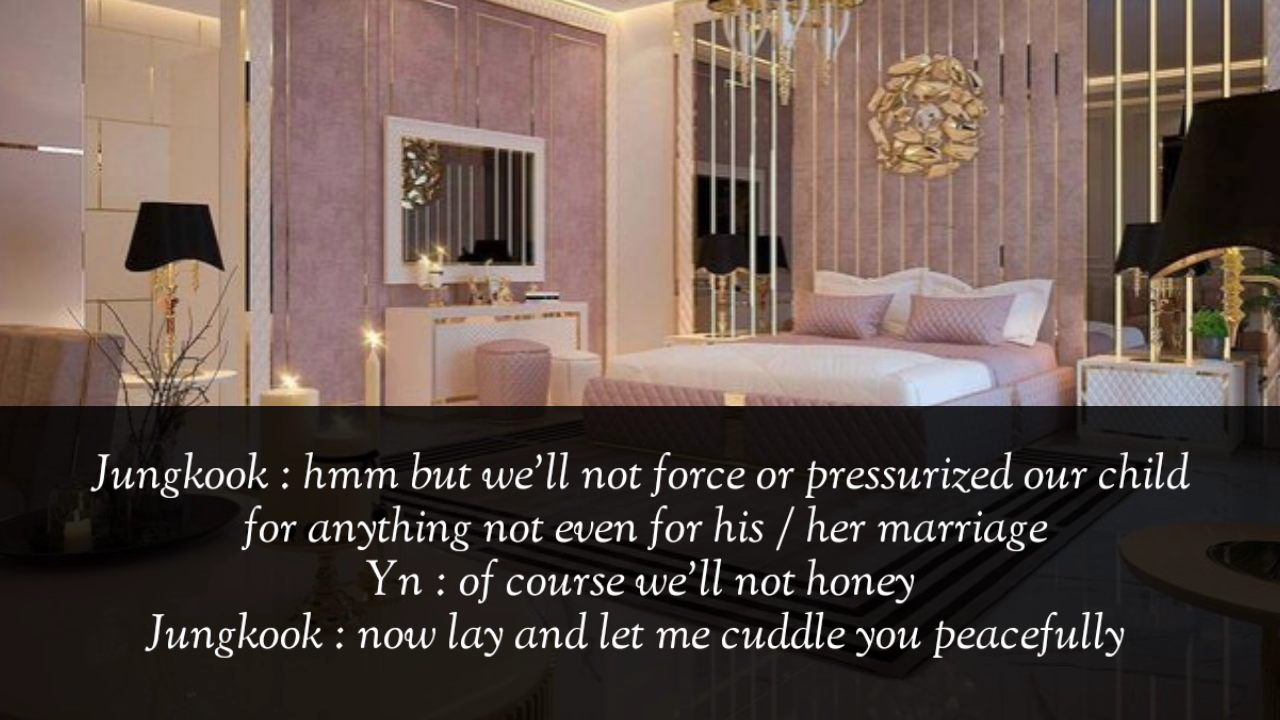 Jungkook : hmm but we'll not force or pressurized our child
for anything not even for his / her marriage
Yn : of course we'll not honey
Jungkook : now lay and let me cuddle you peacefully